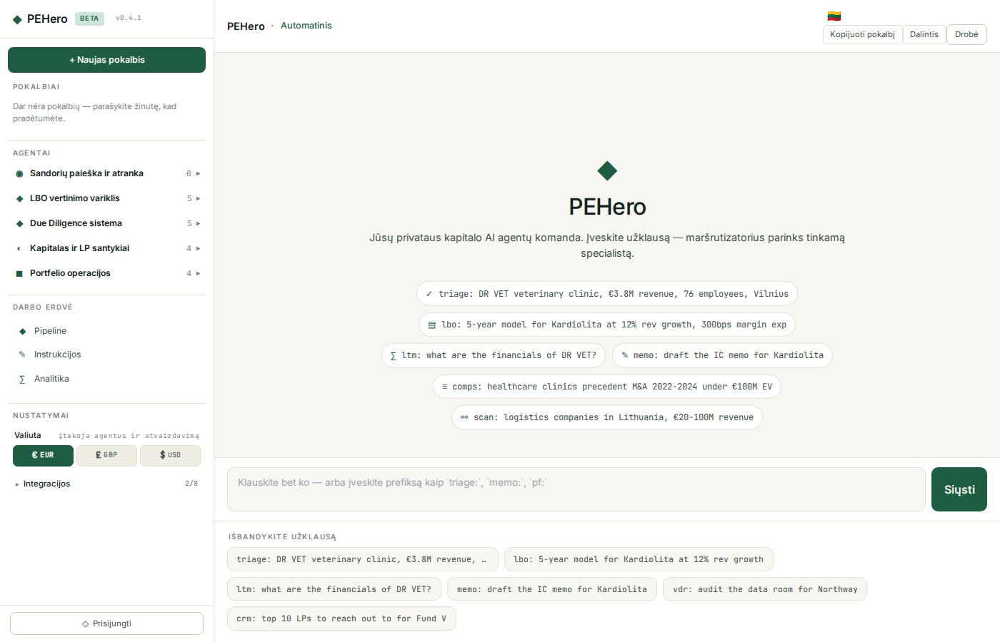 PEHero BETA v0.4.1
+ Naujas pokalbis
POKALBIAI
Dar nėra pokalbių — parašykite žinutę, kad
pradėtumėte.
AGENTAI
Sandorių paieška ir atranka 6
LBO vertinimo variklis 5
Due Diligence sistema 5
Kapitalas ir LP santykiai 4
Portfelio operacijos 4
DARBO ERDVĖ
Pipeline
Instrukcijos
∑ Analitika
NUSTATYMAI
Valiuta įtakoja agentus ir atvaizdavimą
€ EUR £ GBP $ USD
Integracijos 2/8
Prisijungti
PEHero · Automatinis
Kopijuoti pokalbį Dalintis Drobė
PEHero
Jūsų privataus kapitalo AI agentų komanda. Įveskite užklausą — maršrutizatorius parinks tinkamą
specialistą.
✓ triage: DR VET veterinary clinic, €3.8M revenue, 76 employees, Vilnius
▤ lbo: 5-year model for Kardiolita at 12% rev growth, 300bps margin exp
∑ ltm: what are the financials of DR VET? ✎ memo: draft the IC memo for Kardiolita
≡ comps: healthcare clinics precedent M&A 2022-2024 under €100M EV
⚯ scan: logistics companies in Lithuania, €20-100M revenue
Klauskite bet ko — arba įveskite prefiksą kaip `triage:`, `memo:`, `pf:`
Siųsti
IŠBANDYKITE UŽKLAUSĄ
triage: DR VET veterinary clinic, €3.8M revenue, … lbo: 5-year model for Kardiolita at 12% rev growth
ltm: what are the financials of DR VET? memo: draft the IC memo for Kardiolita vdr: audit the data room for Northway
crm: top 10 LPs to reach out to for Fund V